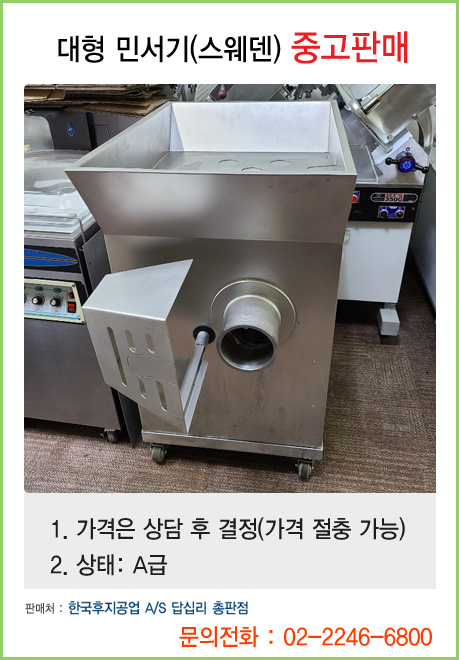 대형 민서기(스웨덴) 중고판매
1. 가격은 상담 후 결정(가격 절충 가능)
2. 상태: A급
판매처 : 한국후지공업 A/S 답십리 총판점
문의전화 : 02-2246-6800